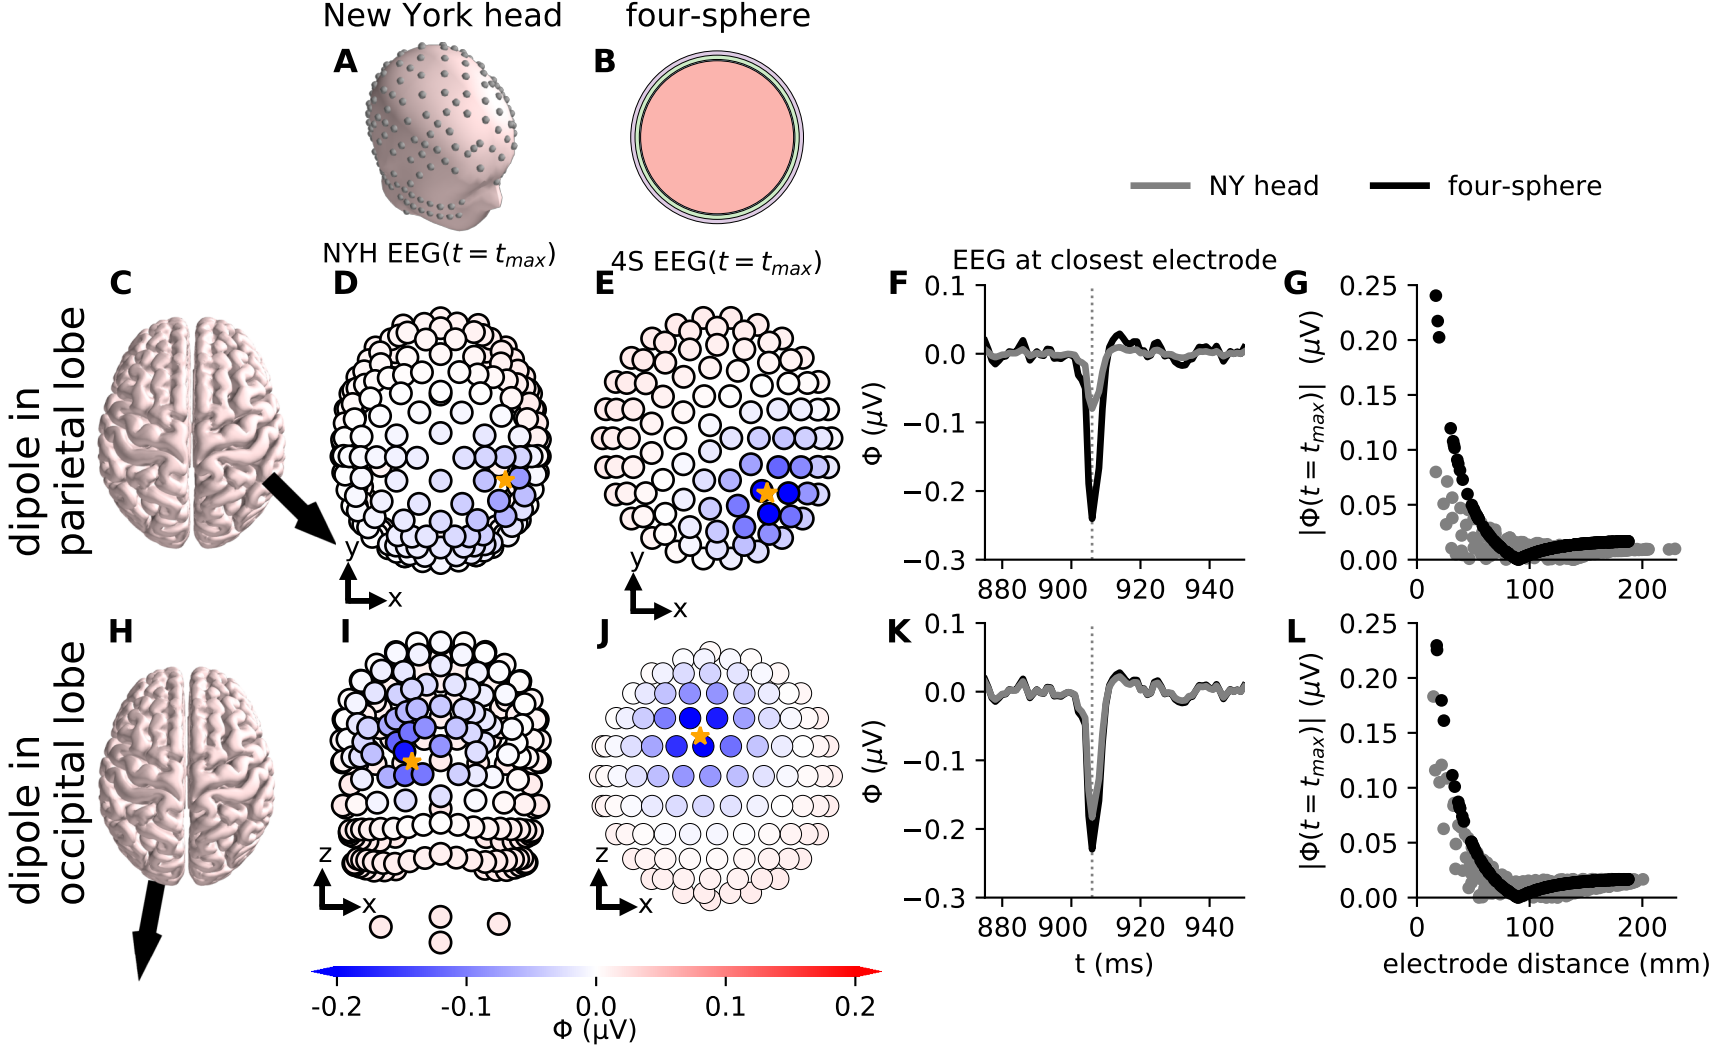 New York head
four-sphere
A
B
NY head
four-sphere
NYH EEG(t = t_max)
4S EEG(t = t_max)
EEG at closest electrode
C
D
E
F
G
dipole in
parietal lobe
y
x
y
x
Φ (μV)
0.1
0.0
−0.1
−0.2
−0.3
880
900
920
940
|Φ(t = t_max)| (μV)
0.25
0.20
0.15
0.10
0.05
0.00
0
100
200
H
I
J
K
L
dipole in
occipital lobe
z
x
z
x
Φ (μV)
0.1
0.0
−0.1
−0.2
−0.3
880
900
920
940
t (ms)
|Φ(t = t_max)| (μV)
0.25
0.20
0.15
0.10
0.05
0.00
0
100
200
electrode distance (mm)
-0.2
-0.1
0.0
0.1
0.2
Φ (μV)